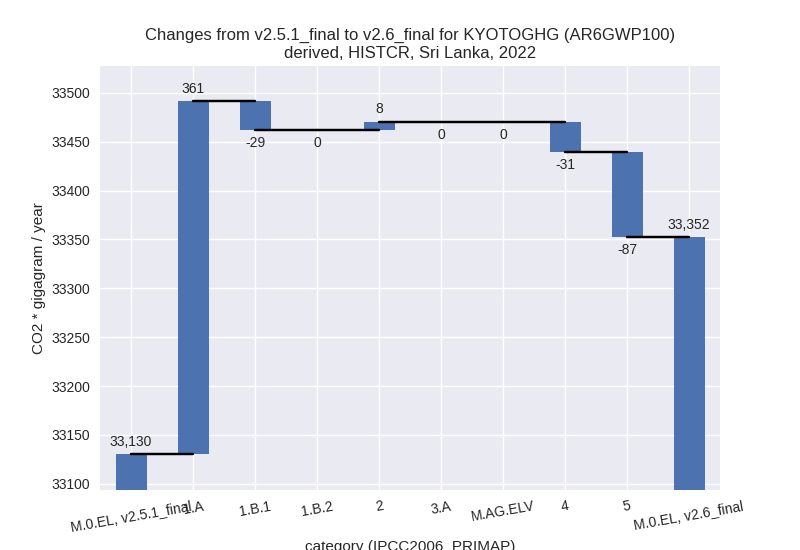 Changes from v2.5.1_final to v2.6_final for KYOTOGHG (AR6GWP100)
derived, HISTCR, Sri Lanka, 2022
CO2 * gigagram / year
33500
33450
33400
33350
33300
33250
33200
33150
33100
33,130
361
-29
0
8
0
0
-31
-87
33,352
M.0.EL, v2.5.1_final
1.A
1.B.1
1.B.2
2
3.A
M.AG.ELV
4
5
M.0.EL, v2.6_final
category (IPCC2006_PRIMAP)